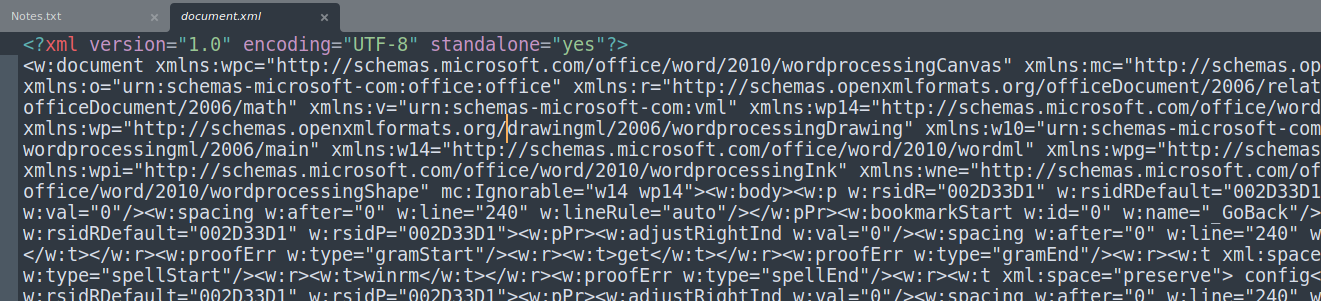 Notes.txt × document.xml ×
<?xml version="1.0" encoding="UTF-8" standalone="yes"?>
<w:document xmlns:wpc="http://schemas.microsoft.com/office/word/2010/wordprocessingCanvas" xmlns:mc="http://schemas.op
xmlns:o="urn:schemas-microsoft-com:office:office" xmlns:r="http://schemas.openxmlformats.org/officeDocument/2006/relat
officeDocument/2006/math" xmlns:v="urn:schemas-microsoft-com:vml" xmlns:wp14="http://schemas.microsoft.com/office/word
xmlns:wp="http://schemas.openxmlformats.org/drawingml/2006/wordprocessingDrawing" xmlns:w10="urn:schemas-microsoft-com
wordprocessingml/2006/main" xmlns:w14="http://schemas.microsoft.com/office/word/2010/wordml" xmlns:wpg="http://schemas
xmlns:wpi="http://schemas.microsoft.com/office/word/2010/wordprocessingInk" xmlns:wne="http://schemas.microsoft.com/of
office/word/2010/wordprocessingShape" mc:Ignorable="w14 wp14"><w:body><w:p w:rsidR="002D33D1" w:rsidRDefault="002D33D1
w:val="0"/><w:spacing w:after="0" w:line="240" w:lineRule="auto"/></w:pPr><w:bookmarkStart w:id="0" w:name="_GoBack"/>
w:rsidRDefault="002D33D1" w:rsidP="002D33D1"><w:pPr><w:adjustRightInd w:val="0"/><w:spacing w:after="0" w:line="240" w
</w:t></w:r><w:proofErr w:type="gramStart"/><w:r><w:t>get</w:t></w:r><w:proofErr w:type="gramEnd"/><w:r><w:t xml:space
w:type="spellStart"/><w:r><w:t>winrm</w:t></w:r><w:proofErr w:type="spellEnd"/><w:r><w:t xml:space="preserve"> config<
w:rsidRDefault="002D33D1" w:rsidP="002D33D1"><w:pPr><w:adjustRightInd w:val="0"/><w:spacing w:after="0" w:line="240" w